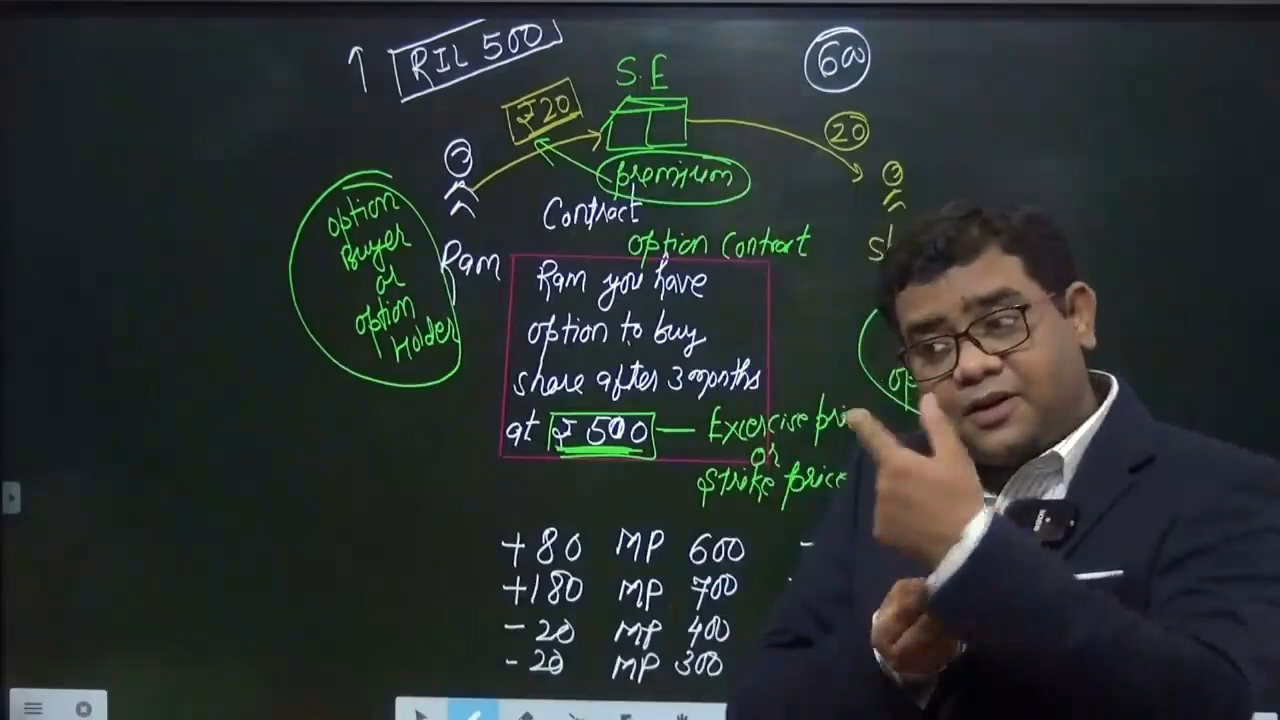 RIL 500
600
S.E
₹20
20
premium
Contract
option Contract
option
Buyer
or
option
Holder
Ram
Ram you have
option to buy
share after 3 months
at ₹ 500 — Exercise
or
strike price
+80 MP 600
+180 MP 700
-20 MP 400
-20 MP 300